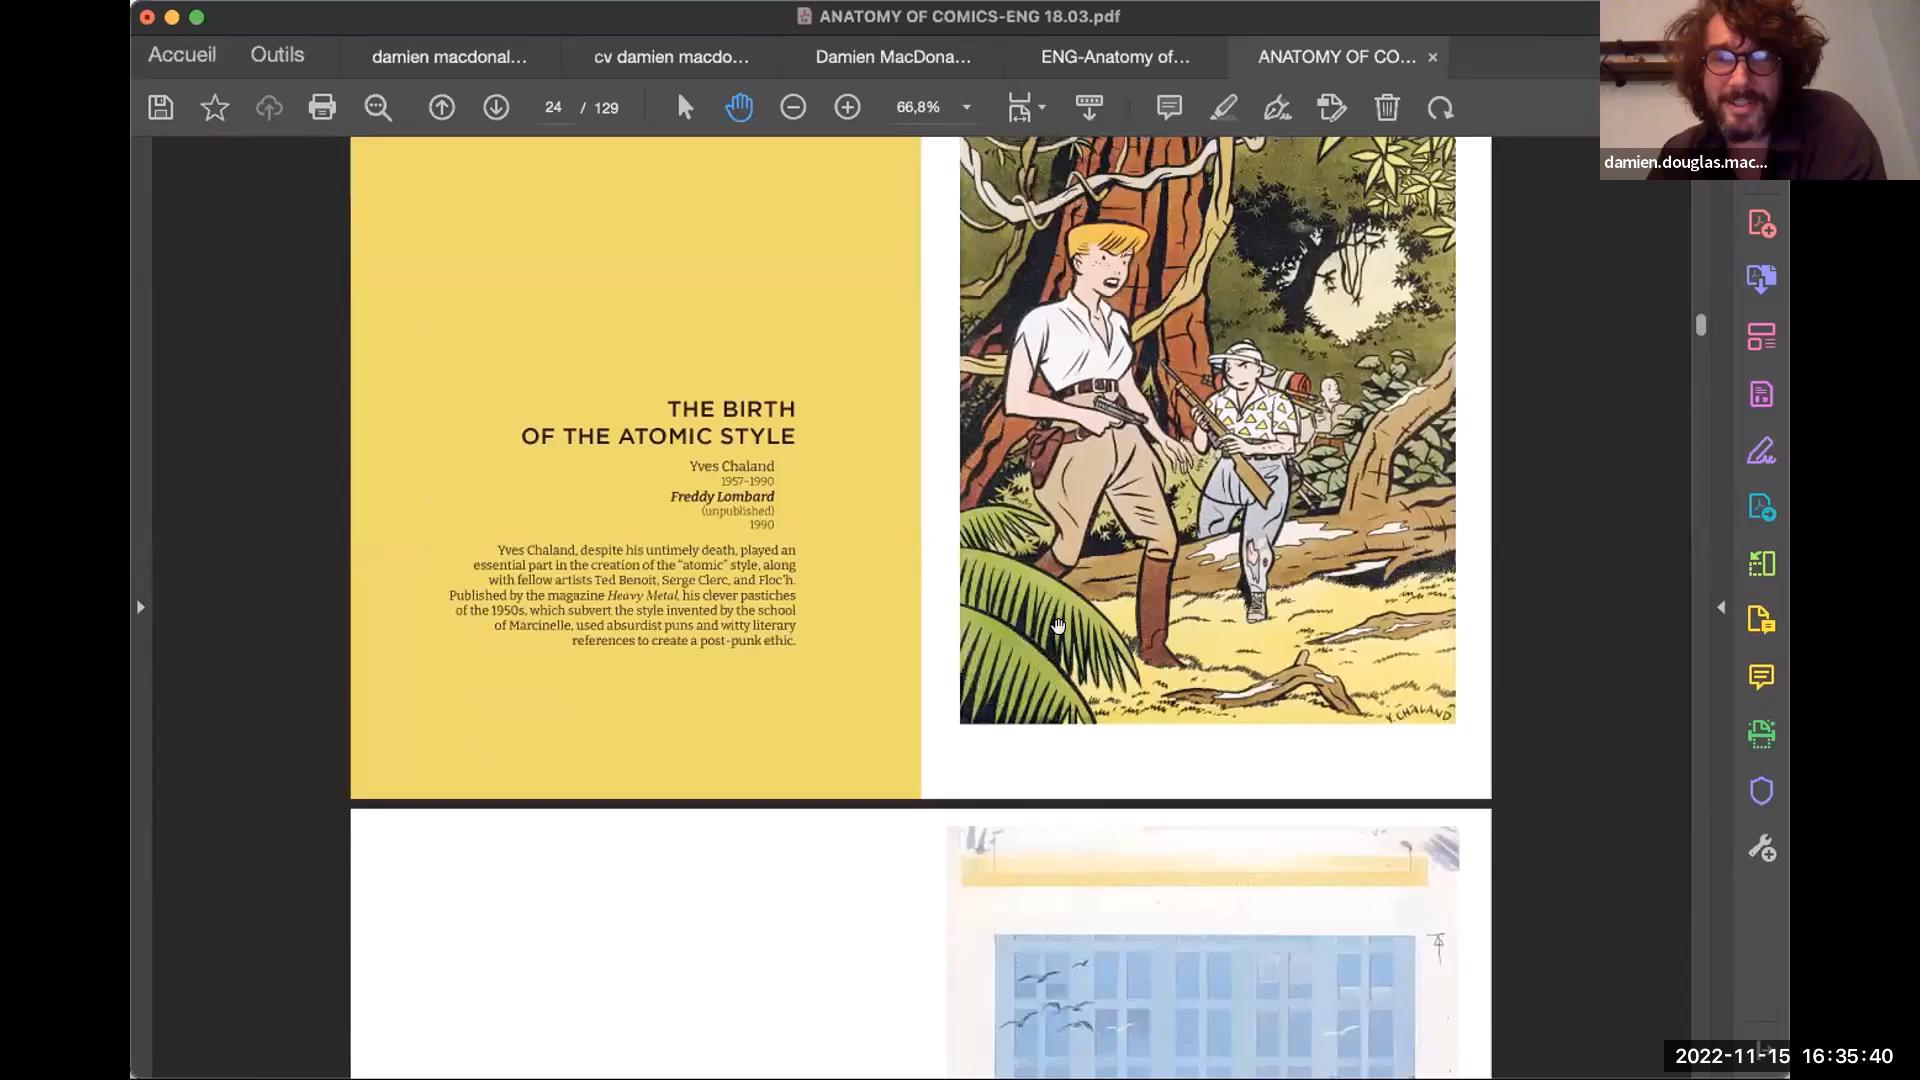 ANATOMY OF COMICS-ENG 18.03.pdf
Accueil
Outils
damien macdonal...
cv damien macdo...
Damien MacDona...
ENG-Anatomy of...
ANATOMY OF CO...
24 / 129
66,8%
damien.douglas.mac...
THE BIRTH
OF THE ATOMIC STYLE
Yves Chaland
1957–1990
Freddy Lombard
(unpublished)
1990
Yves Chaland, despite his untimely death, played an
essential part in the creation of the “atomic” style, along
with fellow artists Ted Benoit, Serge Clerc, and Floc’h.
Published by the magazine Heavy Metal, his clever pastiches
of the 1950s, which subvert the style invented by the school
of Marcinelle, used absurdist puns and witty literary
references to create a post-punk ethic.
Y. CHALAND
2022-11-15 16:35:40